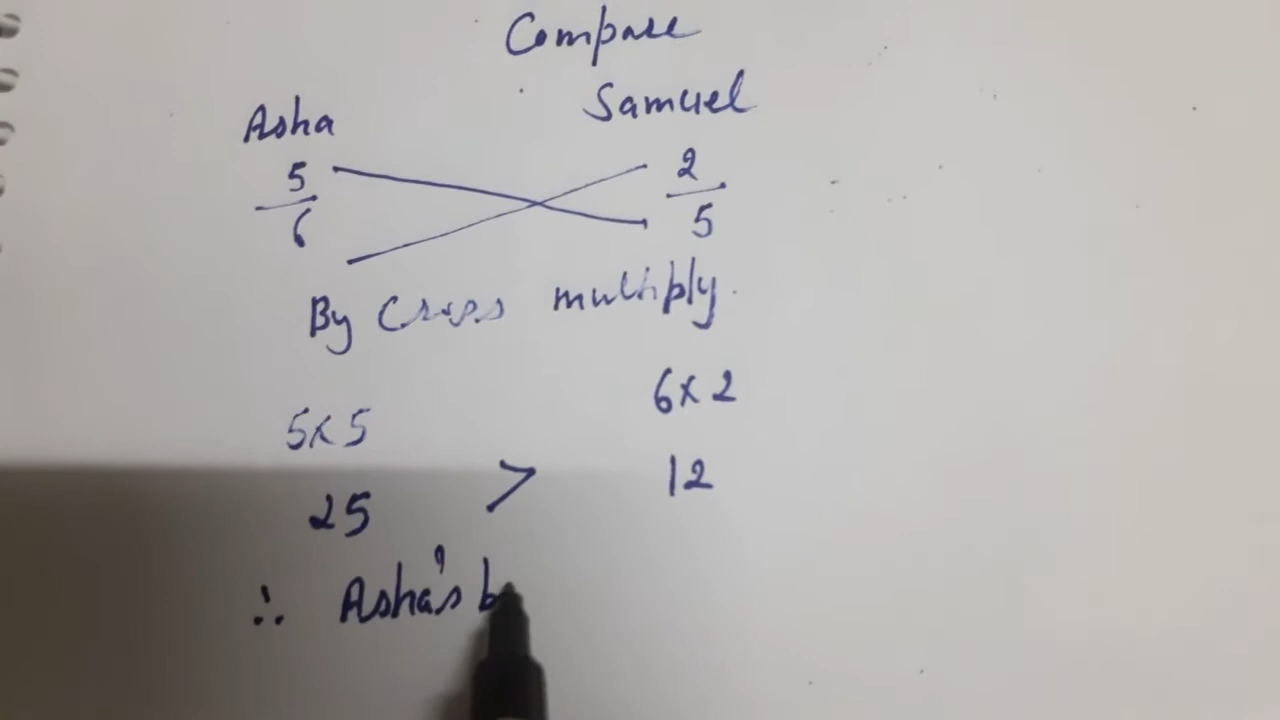 Compare
Asha Samuel
5/6 2/5
By Cross multiply.
5×5 6×2
25 > 12
∴ Asha's b